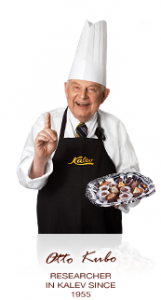 Kalev
Otto Kubo
RESEARCHER
IN KALEV SINCE
1955